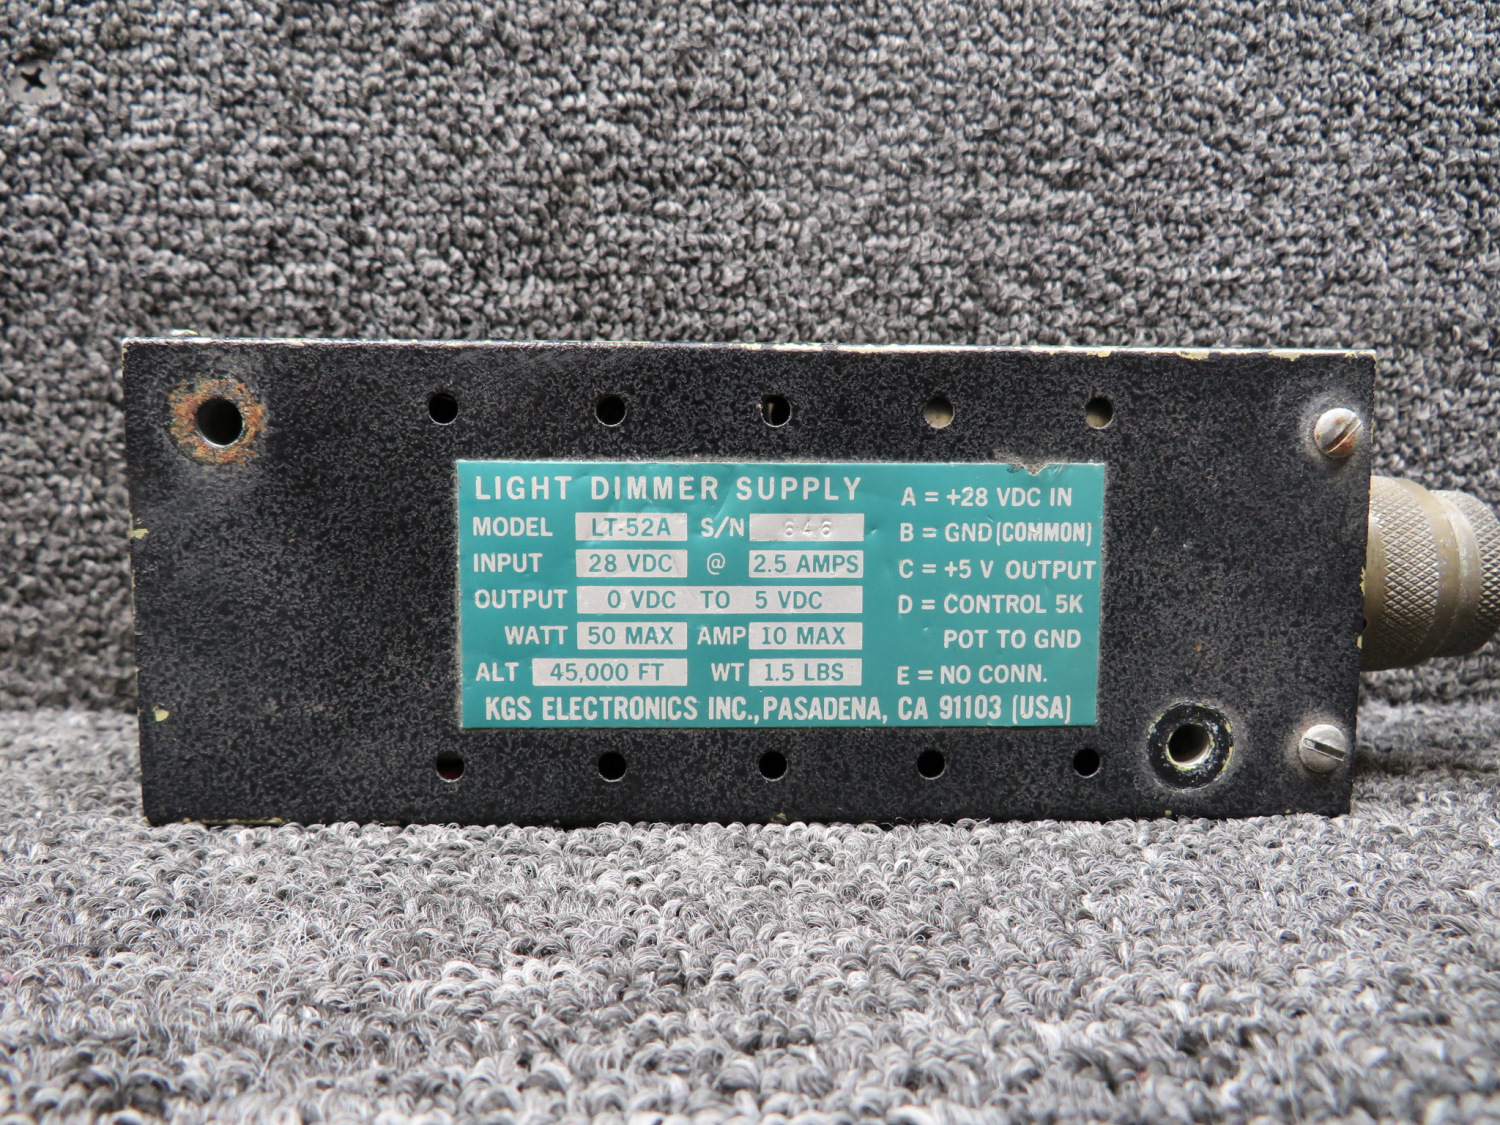 LIGHT DIMMER SUPPLY
MODEL LT-52A S/N 646
INPUT 28 VDC @ 2.5 AMPS
OUTPUT 0 VDC TO 5 VDC
WATT 50 MAX AMP 10 MAX
ALT 45,000 FT WT 1.5 LBS
A = +28 VDC IN
B = GND (COMMON)
C = +5 V OUTPUT
D = CONTROL 5K
POT TO GND
E = NO CONN.
KGS ELECTRONICS INC., PASADENA, CA 91103 (USA)